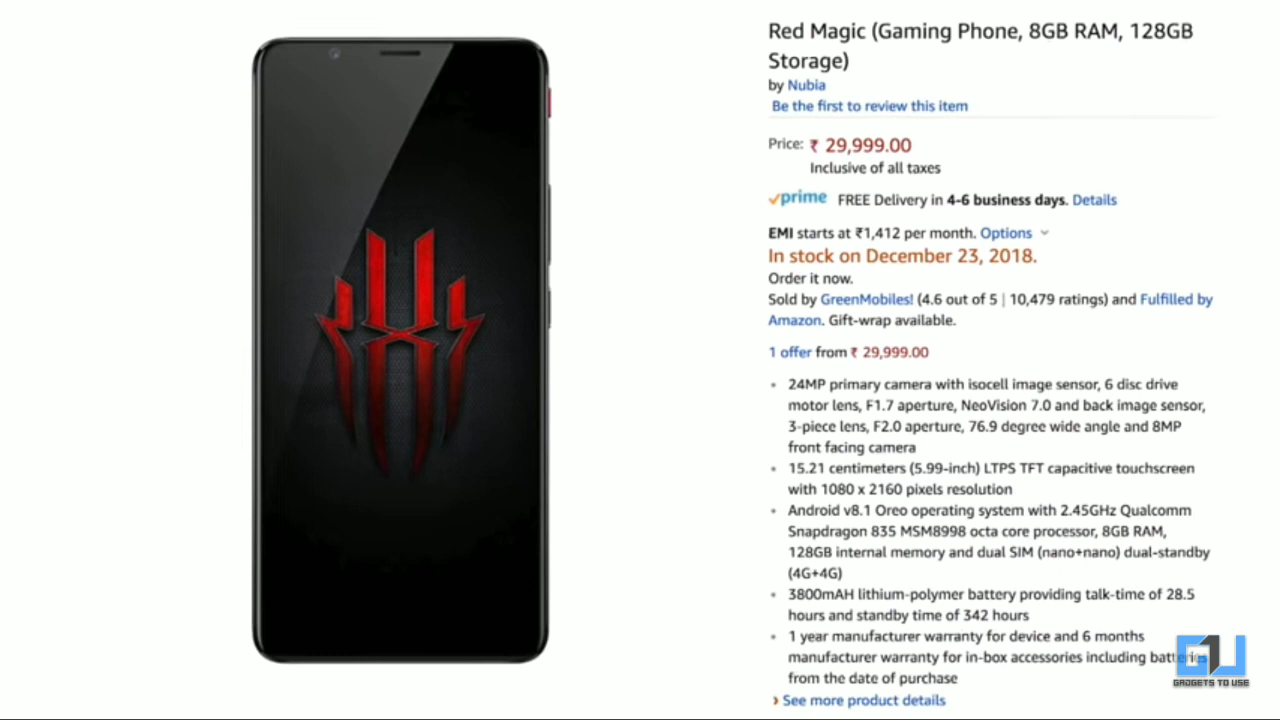 Red Magic (Gaming Phone, 8GB RAM, 128GB
Storage)
by Nubia
Be the first to review this item
Price: ₹ 29,999.00
Inclusive of all taxes
prime FREE Delivery in 4-6 business days. Details
EMI starts at ₹1,412 per month. Options
In stock on December 23, 2018.
Order it now.
Sold by GreenMobiles! (4.6 out of 5 | 10,479 ratings) and Fulfilled by
Amazon. Gift-wrap available.
1 offer from ₹ 29,999.00
• 24MP primary camera with isocell image sensor, 6 disc drive
motor lens, F1.7 aperture, NeoVision 7.0 and back image sensor,
3-piece lens, F2.0 aperture, 76.9 degree wide angle and 8MP
front facing camera
• 15.21 centimeters (5.99-inch) LTPS TFT capacitive touchscreen
with 1080 x 2160 pixels resolution
• Android v8.1 Oreo operating system with 2.45GHz Qualcomm
Snapdragon 835 MSM8998 octa core processor, 8GB RAM,
128GB internal memory and dual SIM (nano+nano) dual-standby
(4G+4G)
• 3800mAH lithium-polymer battery providing talk-time of 28.5
hours and standby time of 342 hours
• 1 year manufacturer warranty for device and 6 months
manufacturer warranty for in-box accessories including batteries
from the date of purchase
› See more product details
GU
GADGETS TO USE